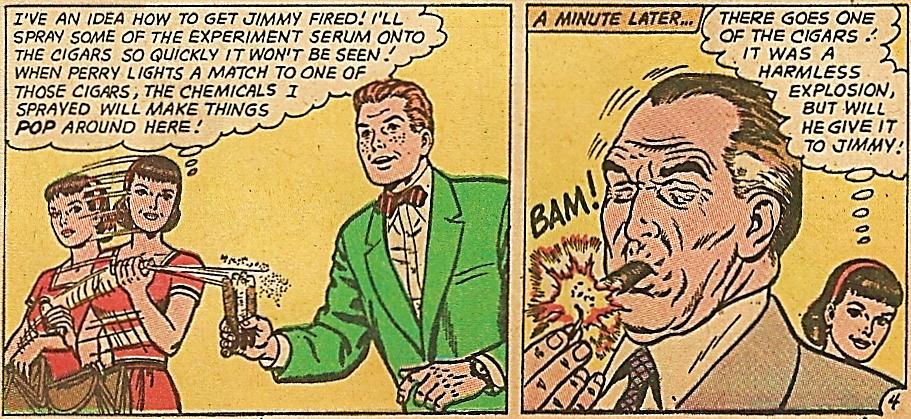 I'VE AN IDEA HOW TO GET JIMMY FIRED! I'LL
SPRAY SOME OF THE EXPERIMENT SERUM ONTO
THE CIGARS SO QUICKLY IT WON'T BE SEEN!
WHEN PERRY LIGHTS A MATCH TO ONE OF
THOSE CIGARS, THE CHEMICALS I
SPRAYED WILL MAKE THINGS
POP AROUND HERE!
A MINUTE LATER...
THERE GOES ONE
OF THE CIGARS!
IT WAS A
HARMLESS
EXPLOSION,
BUT WILL
HE GIVE IT
TO JIMMY!
BAM!
4